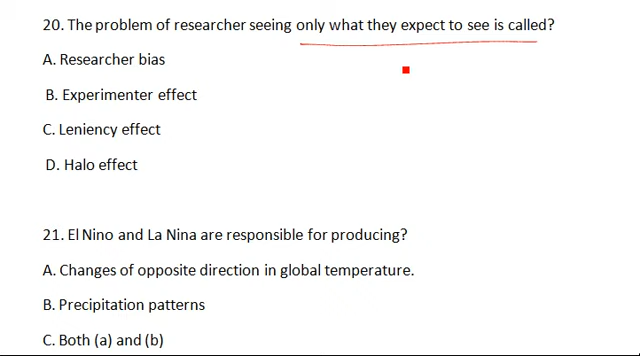 20. The problem of researcher seeing only what they expect to see is called?
A. Researcher bias
B. Experimenter effect
C. Leniency effect
D. Halo effect
21. El Nino and La Nina are responsible for producing?
A. Changes of opposite direction in global temperature.
B. Precipitation patterns
C. Both (a) and (b)